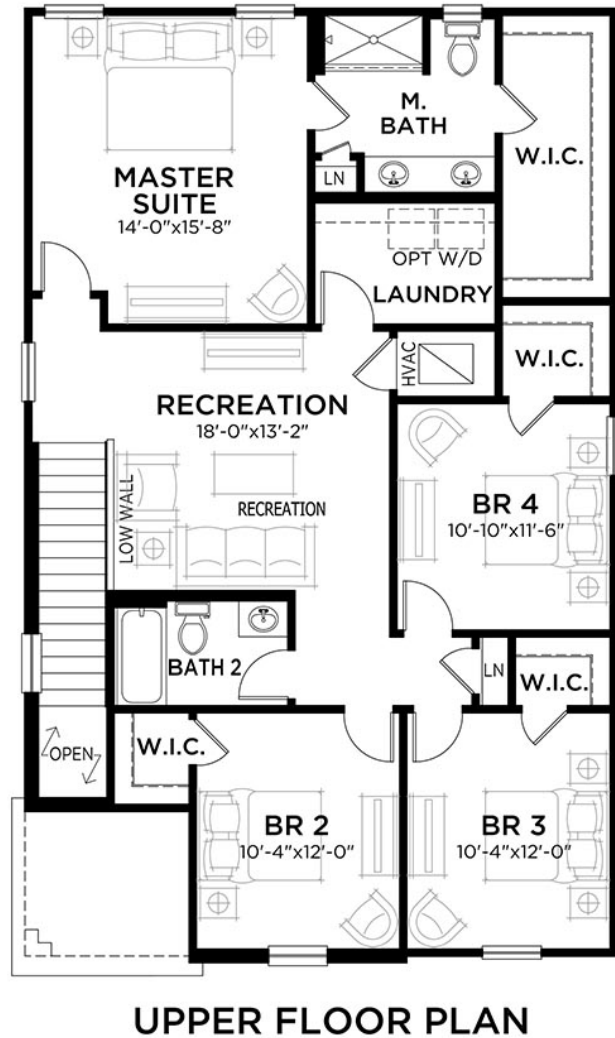 M.
BATH
W.I.C.
LN
MASTER
SUITE
14'-0"x15'-8"
OPT W/D
LAUNDRY
HVAC
W.I.C.
RECREATION
18'-0"x13'-2"
LOW WALL
RECREATION
BR 4
10'-10"x11'-6"
BATH 2
LN
W.I.C.
OPEN
W.I.C.
BR 2
10'-4"x12'-0"
BR 3
10'-4"x12'-0"
UPPER FLOOR PLAN